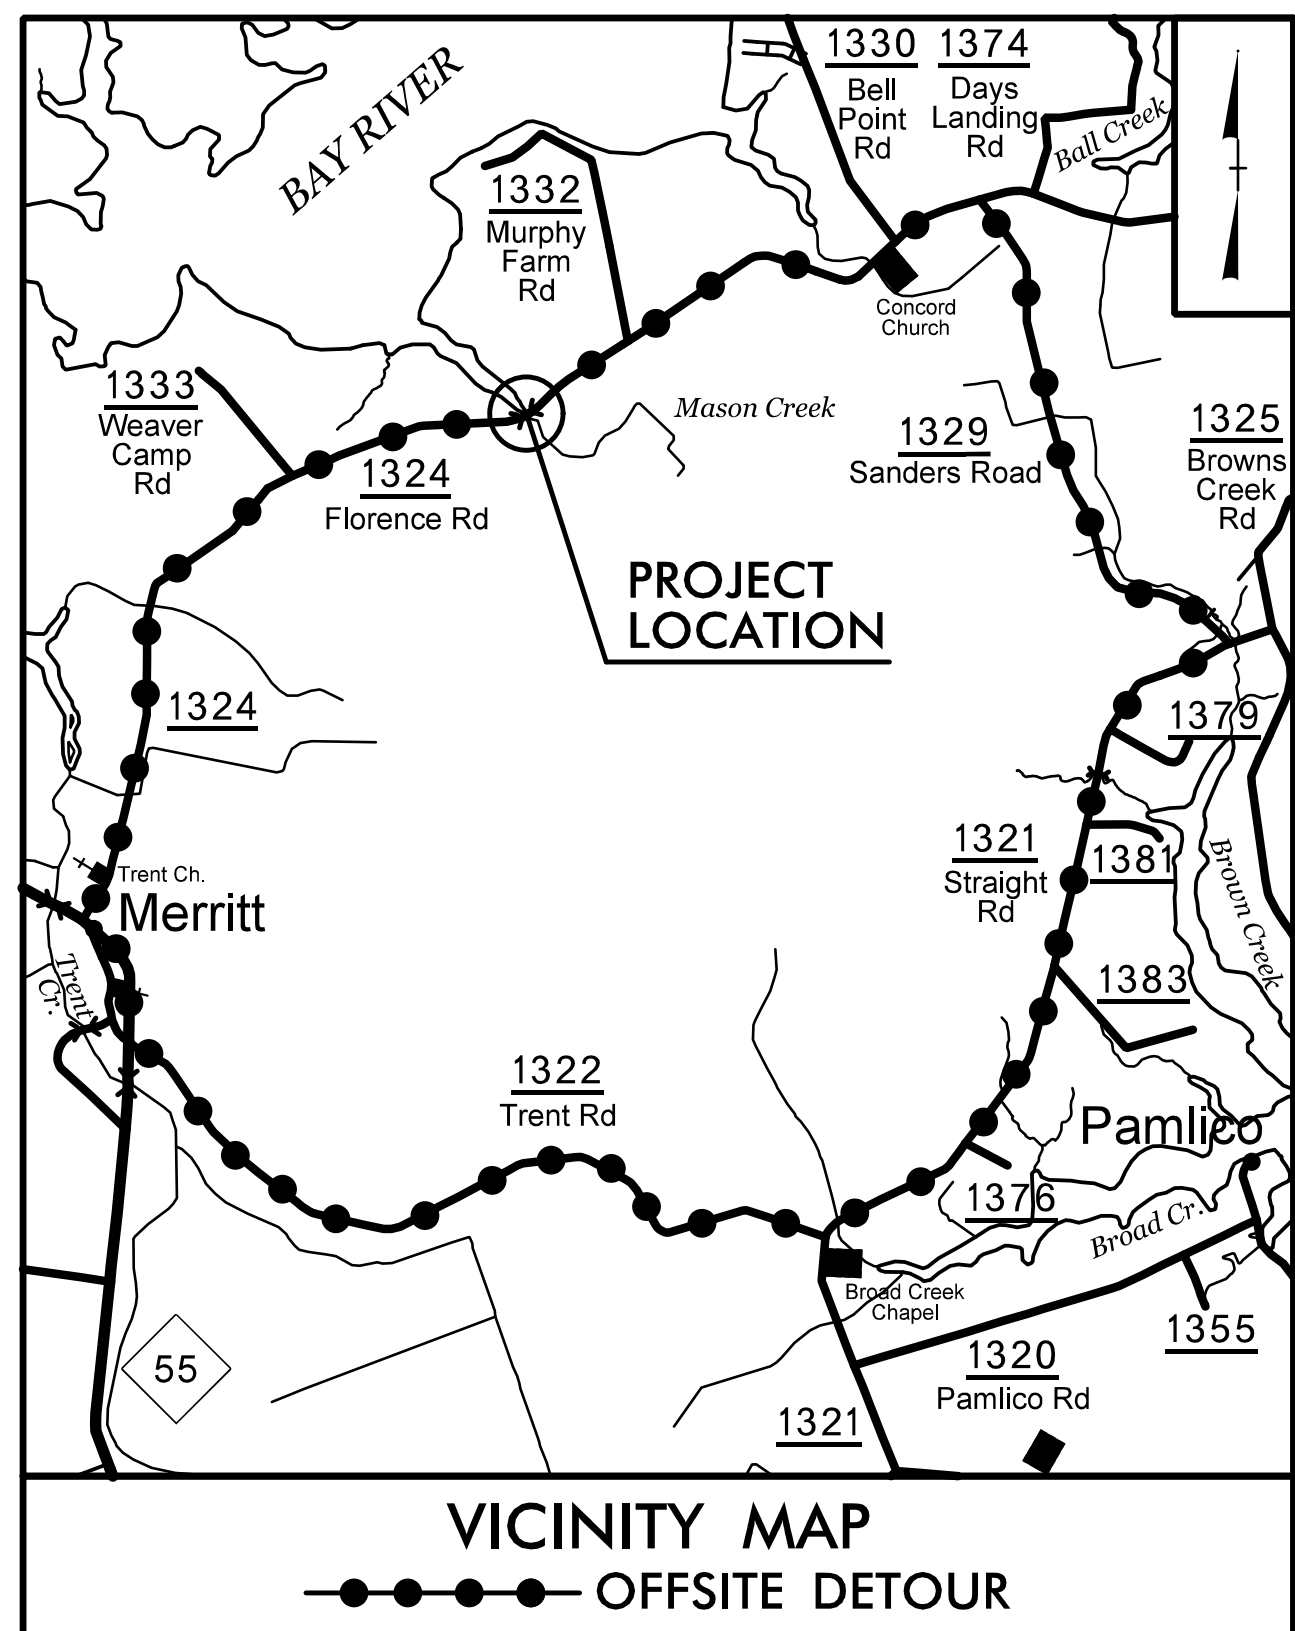 1330
Bell
Point
Rd
1374
Days
Landing
Rd
Ball Creek
BAY RIVER
1332
Murphy
Farm
Rd
Concord
Church
1333
Weaver
Camp
Rd
Mason Creek
1329
Sanders Road
1325
Browns
Creek
Rd
1324
Florence Rd
PROJECT
LOCATION
1324
1379
1321
Straight
Rd
1381
Brown Creek
Trent Ch.
Merritt
Trent
Cr.
1383
1322
Trent Rd
Pamlico
1376
Broad Cr.
Broad Creek
Chapel
1355
55
1320
Pamlico Rd
1321
VICINITY MAP
OFFSITE DETOUR